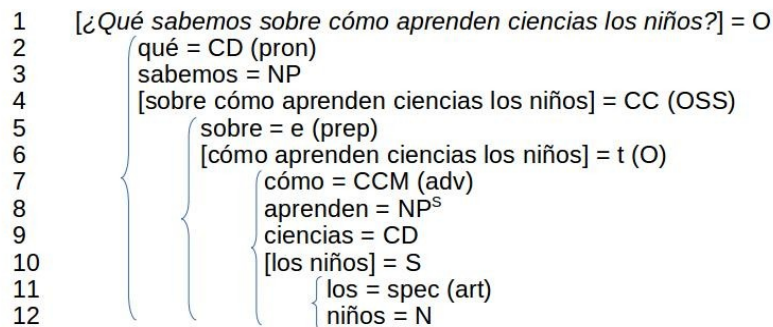 1 [¿Qué sabemos sobre cómo aprenden ciencias los niños?] = O
2 qué = CD (pron)
3 sabemos = NP
4 [sobre cómo aprenden ciencias los niños] = CC (OSS)
5 sobre = e (prep)
6 [cómo aprenden ciencias los niños] = t (O)
7 cómo = CCM (adv)
8 aprenden = NPˢ
9 ciencias = CD
10 [los niños] = S
11 los = spec (art)
12 niños = N